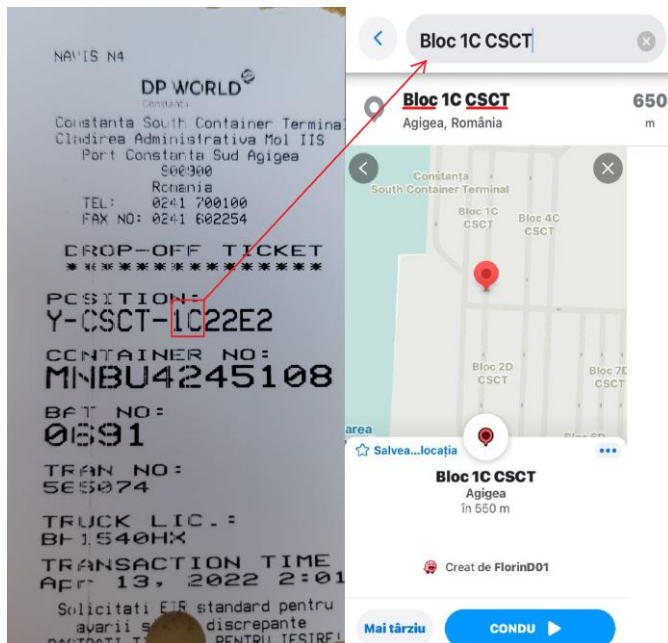 NAVIS N4
DP WORLD
Constanta
Constanta South Container Termina
Cladirea Administrativa Mol IIS
Port Constanta Sud Agigea
900900
Romania
TEL: 0241 700100
FAX NO: 0241 602254
DROP-OFF TICKET
*******************
POSITION:
Y-CSCT-1C22E2
CONTAINER NO:
MNBU4245108
BAT NO:
0691
TRAN NO:
565074
TRUCK LIC.:
BH1540HX
TRANSACTION TIME
Apr 13, 2022 2:01
Solicitati EIR standard pentru
avarii discrepante
PENTRU IESIRE!
Bloc 1C CSCT
Bloc 1C CSCT
650
m
Agigea, România
Constanța
South Container Terminal
Bloc 1C
CSCT
Bloc 4C
CSCT
Bloc 2D
CSCT
Bloc 7D
CSCT
area
Salvea...locația
Bloc 1C CSCT
Agigea
în 550 m
Creat de FlorinD01
Mai târziu
CONDU